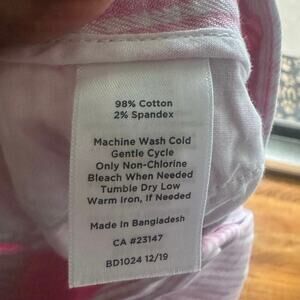 98% Cotton
2% Spandex
Machine Wash Cold
Gentle Cycle
Only Non-Chlorine
Bleach When Needed
Tumble Dry Low
Warm Iron, If Needed
Made In Bangladesh
CA #23147
BD1024 12/19